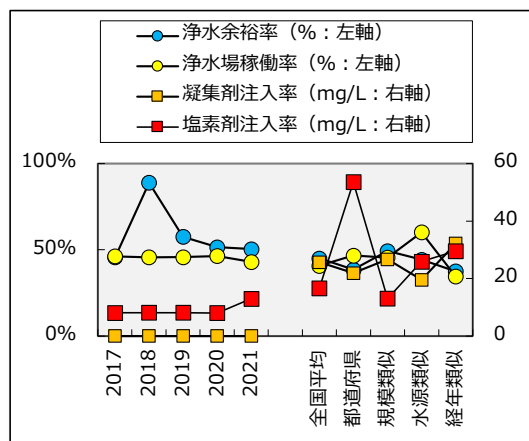 浄水余裕率（%：左軸）
浄水場稼働率（%：左軸）
凝集剤注入率（mg/L：右軸）
塩素剤注入率（mg/L：右軸）
100%
50%
0%
60
40
20
0
2017
2018
2019
2020
2021
全国平均
都道府県
規模類似
水源類似
経年類似